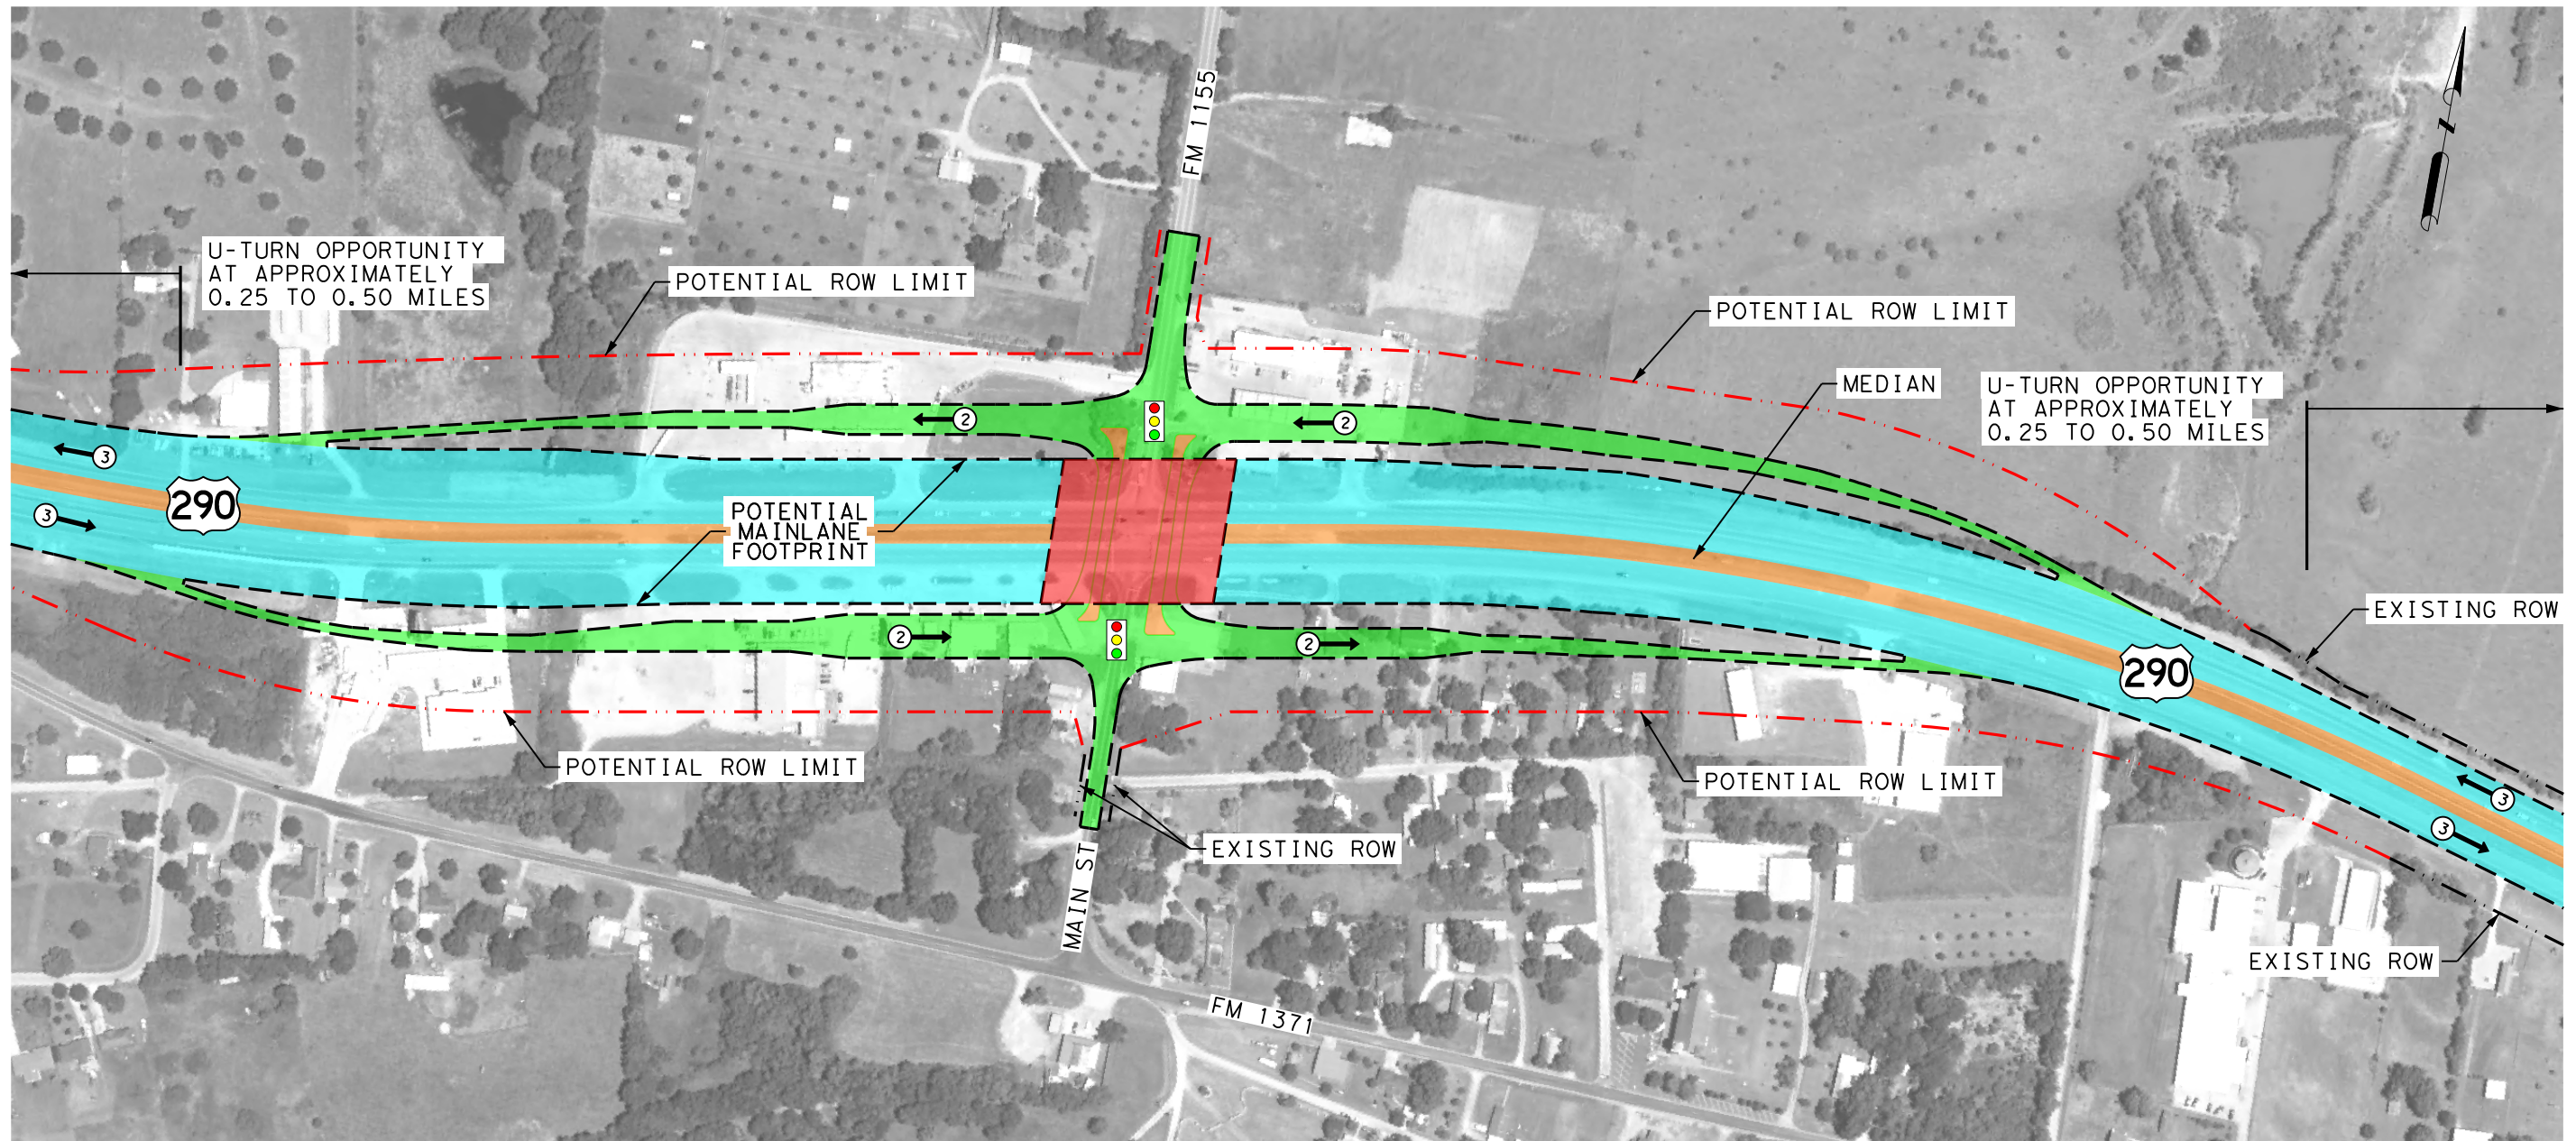 FM 1155
N
U-TURN OPPORTUNITY
AT APPROXIMATELY
0.25 TO 0.50 MILES
POTENTIAL ROW LIMIT
POTENTIAL ROW LIMIT
MEDIAN
U-TURN OPPORTUNITY
AT APPROXIMATELY
0.25 TO 0.50 MILES
2
2
3
290
3
POTENTIAL
MAINLANE
FOOTPRINT
EXISTING ROW
2
2
290
POTENTIAL ROW LIMIT
POTENTIAL ROW LIMIT
3
3
EXISTING ROW
MAIN ST
EXISTING ROW
FM 1371